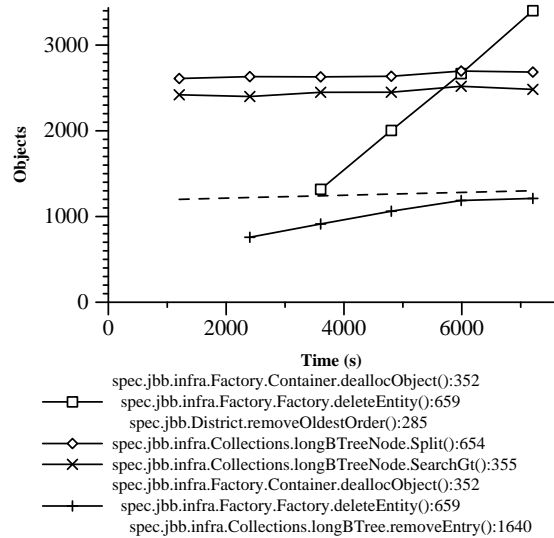 3000
2000
1000
0
Objects
0
2000
4000
6000
Time (s)
spec.jbb.infra.Factory.Container.deallocObject():352
spec.jbb.infra.Factory.Factory.deleteEntity():659
spec.jbb.District.removeOldestOrder():285
spec.jbb.infra.Collections.longBTreeNode.Split():654
spec.jbb.infra.Collections.longBTreeNode.SearchGt():355
spec.jbb.infra.Factory.Container.deallocObject():352
spec.jbb.infra.Factory.Factory.deleteEntity():659
spec.jbb.infra.Collections.longBTree.removeEntry():1640